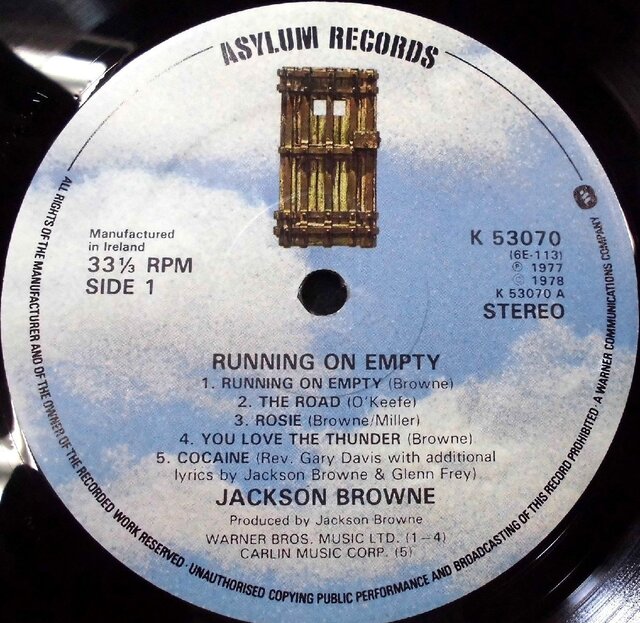 ASYLUM RECORDS
Manufactured
in Ireland
33⅓ RPM
SIDE 1
K 53070
(6E-113)
℗ 1977
© 1978
K 53070 A
STEREO
RUNNING ON EMPTY
1. RUNNING ON EMPTY (Browne)
2. THE ROAD (O'Keefe)
3. ROSIE (Browne/Miller)
4. YOU LOVE THE THUNDER (Browne)
5. COCAINE (Rev. Gary Davis with additional
lyrics by Jackson Browne & Glenn Frey)
JACKSON BROWNE
Produced by Jackson Browne
WARNER BROS. MUSIC LTD. (1–4)
CARLIN MUSIC CORP. (5)
ALL RIGHTS OF THE MANUFACTURER AND OF THE OWNER OF THE RECORDED WORK RESERVED · UNAUTHORISED COPYING PUBLIC PERFORMANCE AND BROADCASTING OF THIS RECORD PROHIBITED · A WARNER COMMUNICATIONS COMPANY